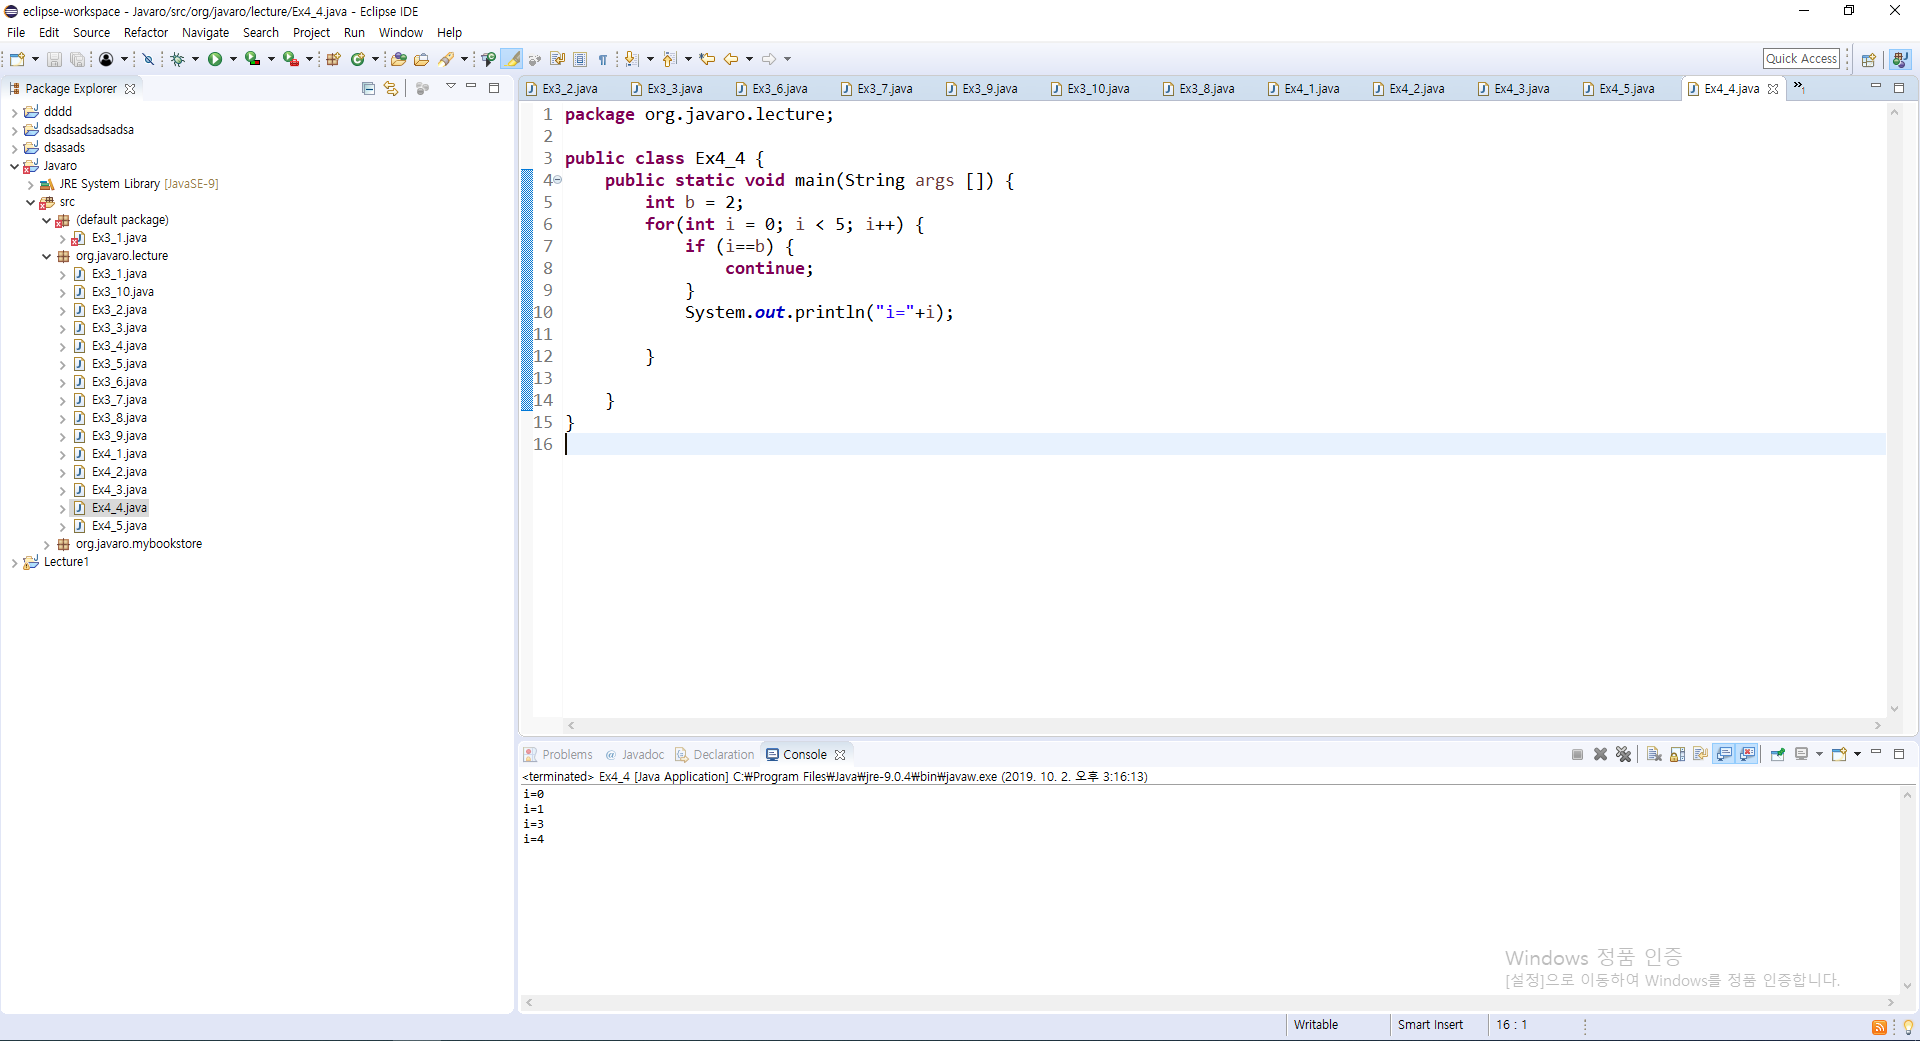 eclipse-workspace - Javaro/src/org/javaro/lecture/Ex4_4.java - Eclipse IDE
File Edit Source Refactor Navigate Search Project Run Window Help
Quick Access
Package Explorer
dddd
dsadsadsadsadsa
dsasads
Javaro
JRE System Library [JavaSE-9]
src
(default package)
Ex3_1.java
org.javaro.lecture
Ex3_1.java
Ex3_10.java
Ex3_2.java
Ex3_3.java
Ex3_4.java
Ex3_5.java
Ex3_6.java
Ex3_7.java
Ex3_8.java
Ex3_9.java
Ex4_1.java
Ex4_2.java
Ex4_3.java
Ex4_4.java
Ex4_5.java
org.javaro.mybookstore
Lecture1
Ex3_2.java Ex3_3.java Ex3_6.java Ex3_7.java Ex3_9.java Ex3_10.java Ex3_8.java Ex4_1.java Ex4_2.java Ex4_3.java Ex4_5.java Ex4_4.java »1
1 package org.javaro.lecture;
2
3 public class Ex4_4 {
4 public static void main(String args []) {
5 int b = 2;
6 for(int i = 0; i < 5; i++) {
7 if (i==b) {
8 continue;
9 }
10 System.out.println("i="+i);
11
12 }
13
14 }
15 }
16
Problems @ Javadoc Declaration Console
<terminated> Ex4_4 [Java Application] C:₩Program Files₩Java₩jre-9.0.4₩bin₩javaw.exe (2019. 10. 2. 오후 3:16:13)
i=0
i=1
i=3
i=4
Windows 정품 인증
[설정]으로 이동하여 Windows를 정품 인증합니다.
Writable Smart Insert 16 : 1